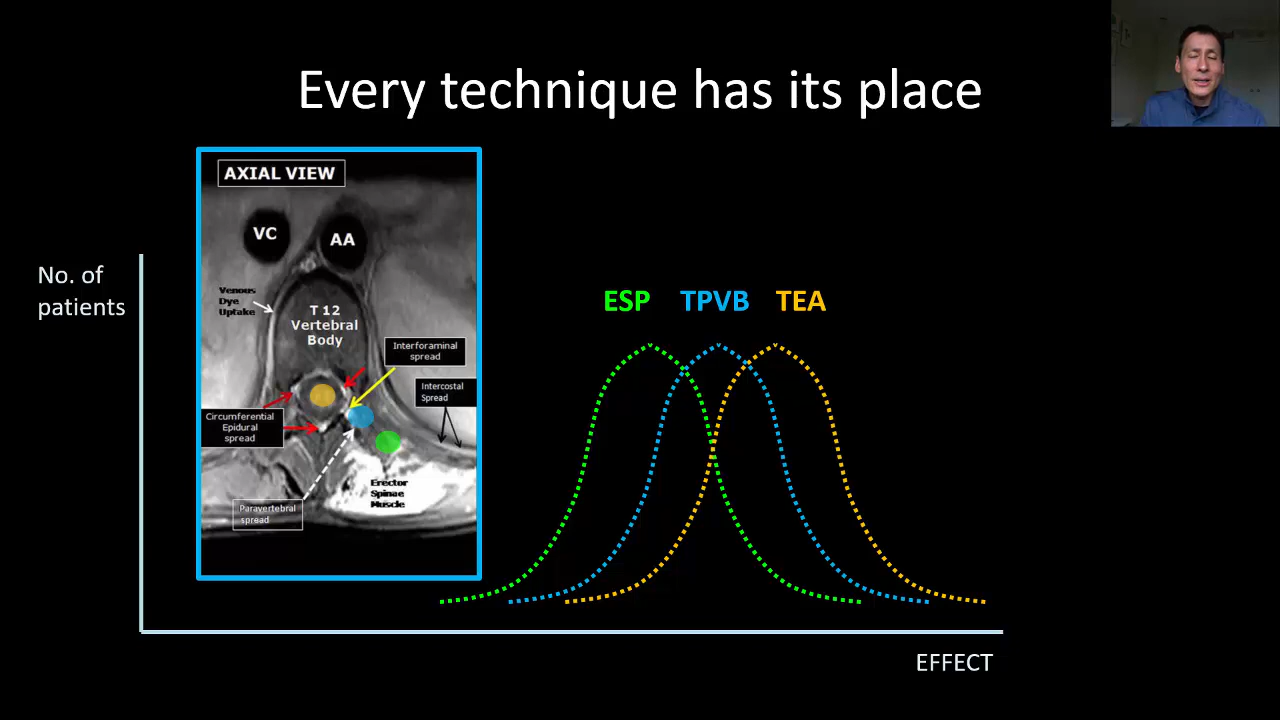 Every technique has its place
AXIAL VIEW
VC
AA
Venous
Dye
Uptake
T 12
Vertebral
Body
Interforaminal
spread
Intercostal
Spread
Circumferential
Epidural
spread
Erector
Spinae
Muscle
Paravertebral
spread
No. of
patients
ESP
TPVB
TEA
EFFECT